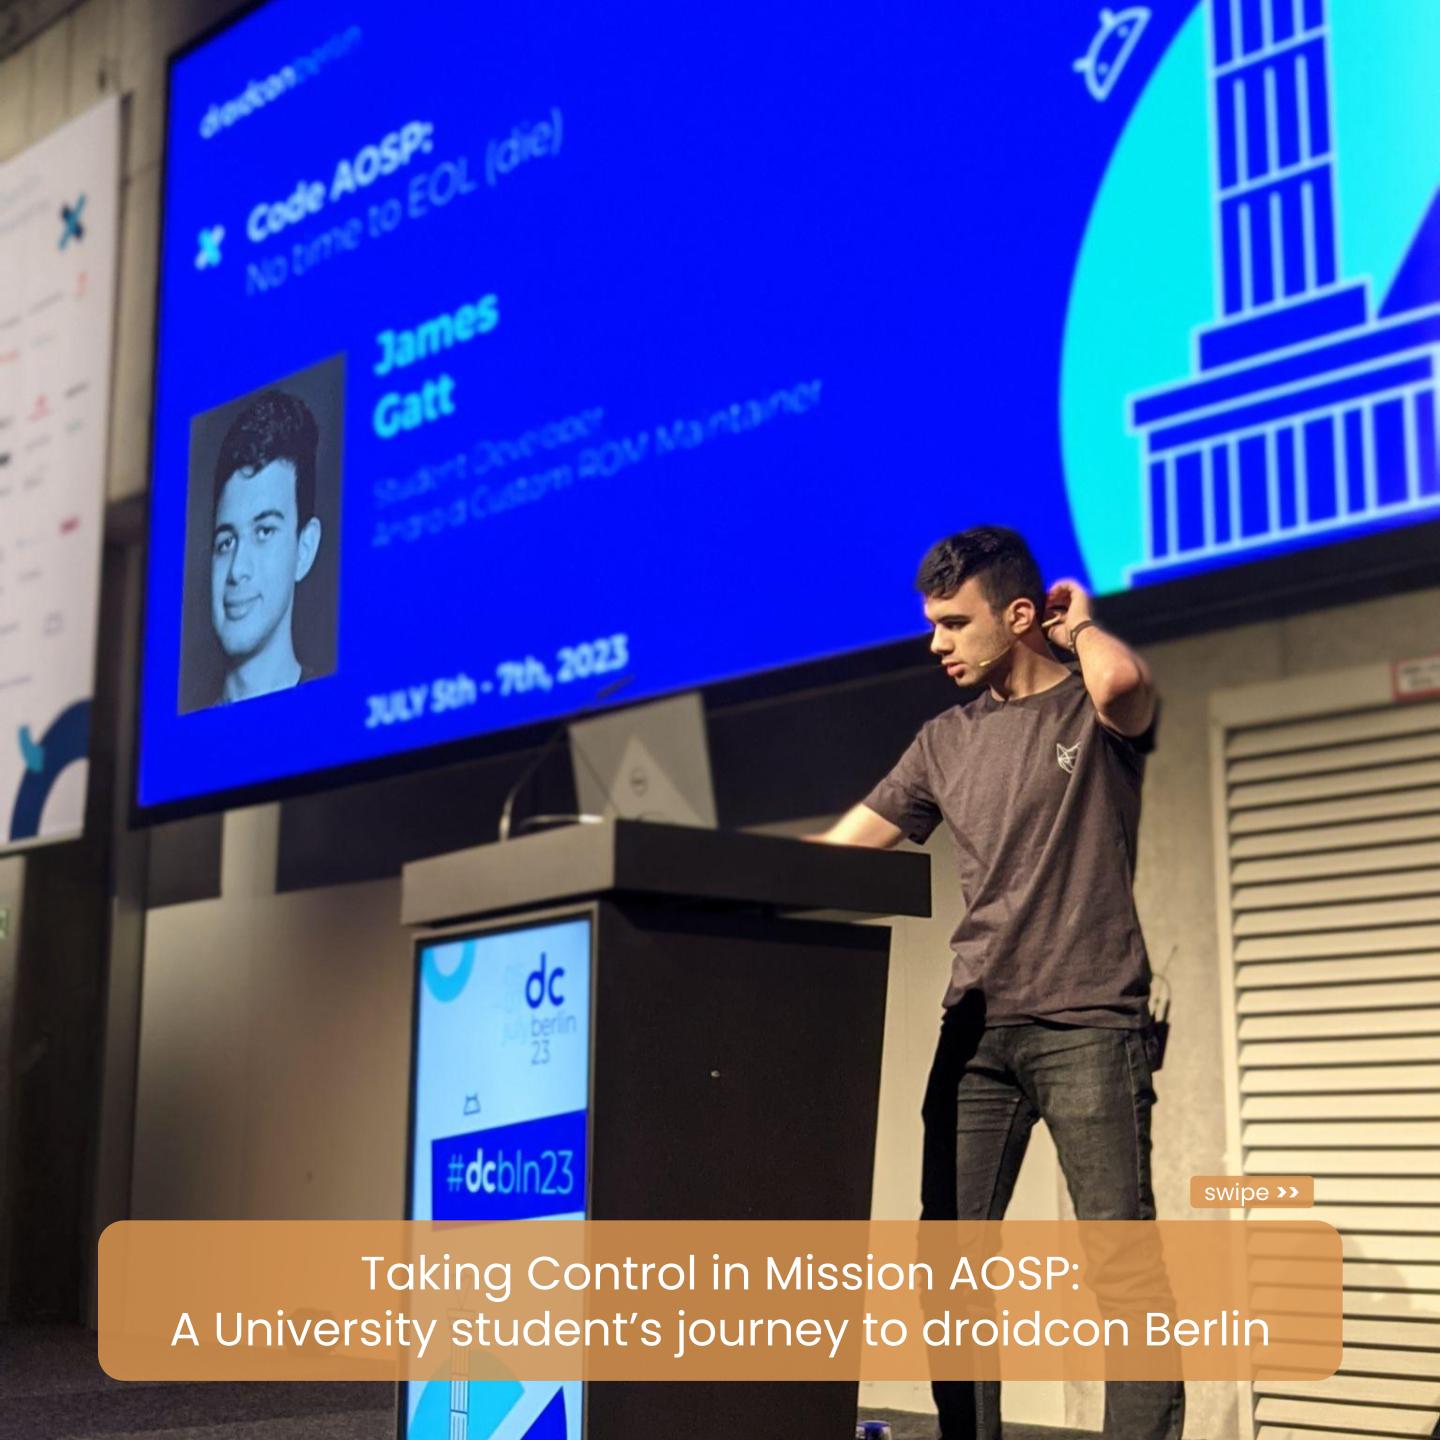 droidconberlin
Code AOSP:
No time to EOL (die)
James
Gatt
Student Developer
Android Custom ROM Maintainer
JULY 5th - 7th, 2023
dc
july berlin
23
#dcbln23
swipe >>
Taking Control in Mission AOSP:
A University student’s journey to droidcon Berlin